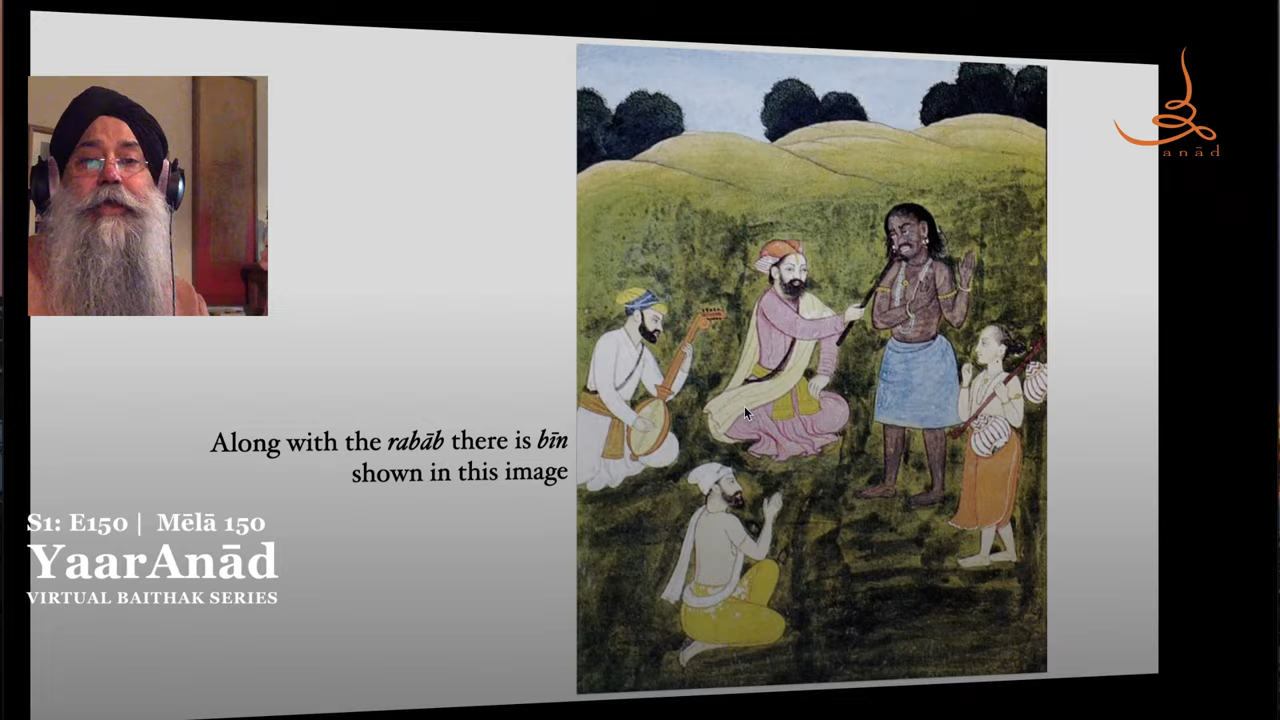 anād
Along with the rabāb there is bīn
shown in this image
S1: E150 | Mēlā 150
YaarAnād
VIRTUAL BAITHAK SERIES